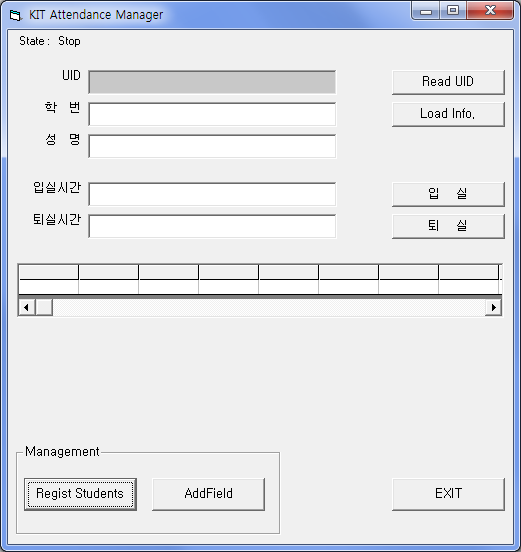 KIT Attendance Manager
State : Stop
UID
Read UID
학 번
Load Info.
성 명
입실시간
입 실
퇴실시간
퇴 실
Management
Regist Students
AddField
EXIT